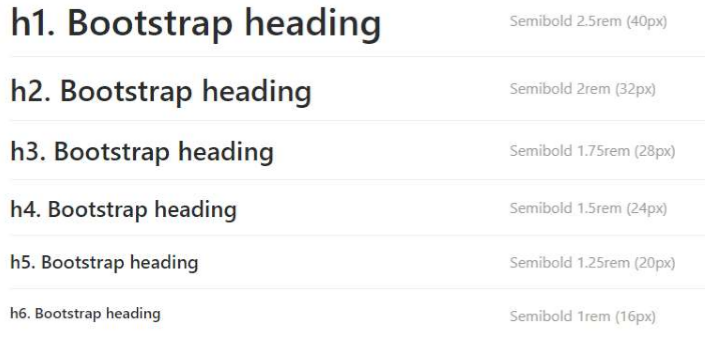 h1. Bootstrap heading Semibold 2.5rem (40px)
h2. Bootstrap heading Semibold 2rem (32px)
h3. Bootstrap heading Semibold 1.75rem (28px)
h4. Bootstrap heading Semibold 1.5rem (24px)
h5. Bootstrap heading Semibold 1.25rem (20px)
h6. Bootstrap heading Semibold 1rem (16px)